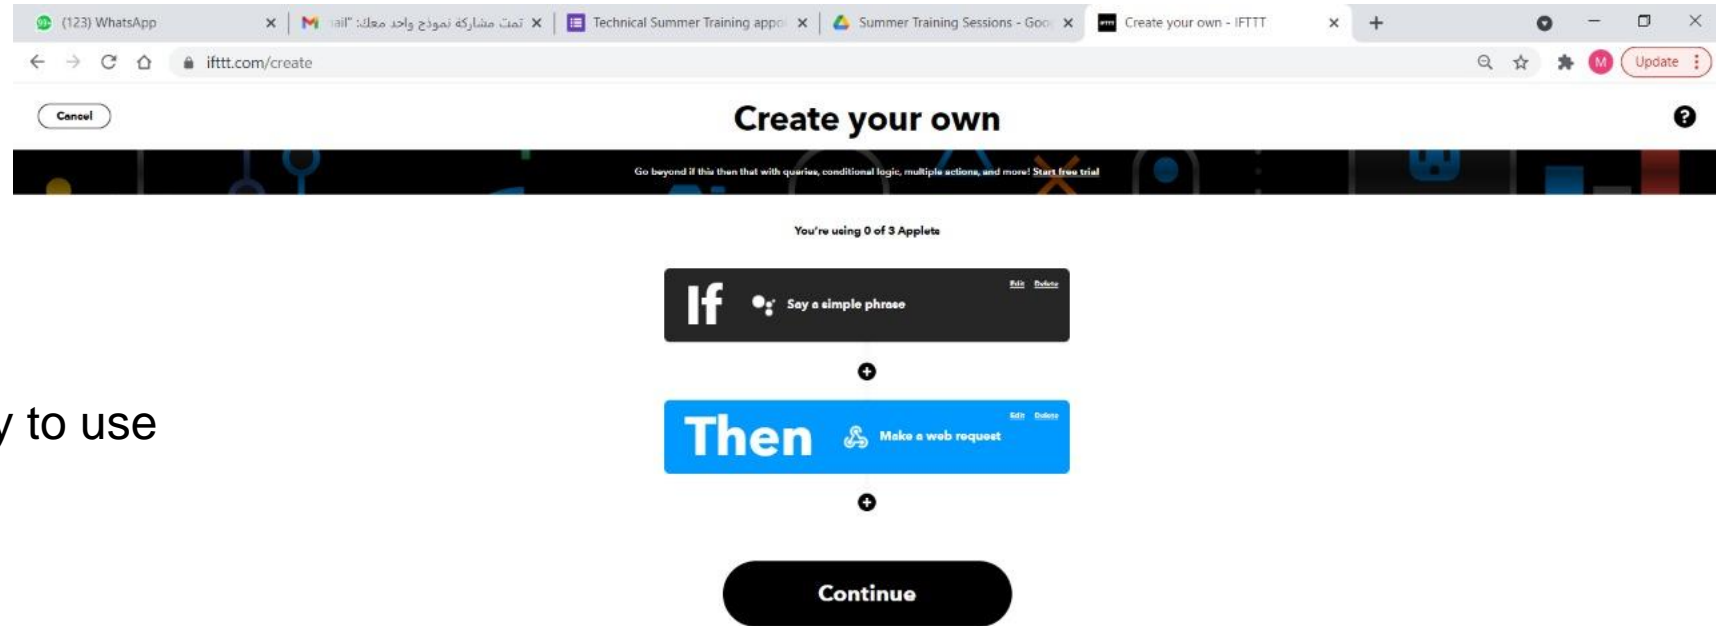 (123) WhatsApp
تمت مشاركة نموذج واحد معك: "ail
Technical Summer Training appoi
Summer Training Sessions - Goog
Create your own - IFTTT
ifttt.com/create
M
Update
Cancel
Create your own
?
Go beyond if this then that with queries, conditional logic, multiple actions, and more! Start free trial
You're using 0 of 3 Applets
Edit Delete
If Say a simple phrase
y to use
Edit Delete
Then Make a web request
Continue